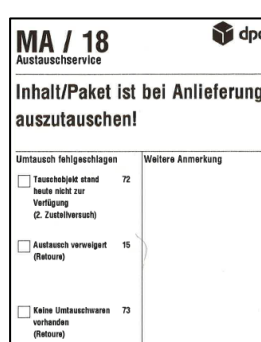 MA / 18
dpd
Austauschservice
Inhalt/Paket ist bei Anlieferung
auszutauschen!
Umtausch fehlgeschlagen
Weitere Anmerkung
Tauschobjekt stand 72
heute nicht zur
Verfügung
(2. Zustellversuch)
Austausch verweigert 15
(Retoure)
Keine Umtauschwaren 73
vorhanden
(Retoure)